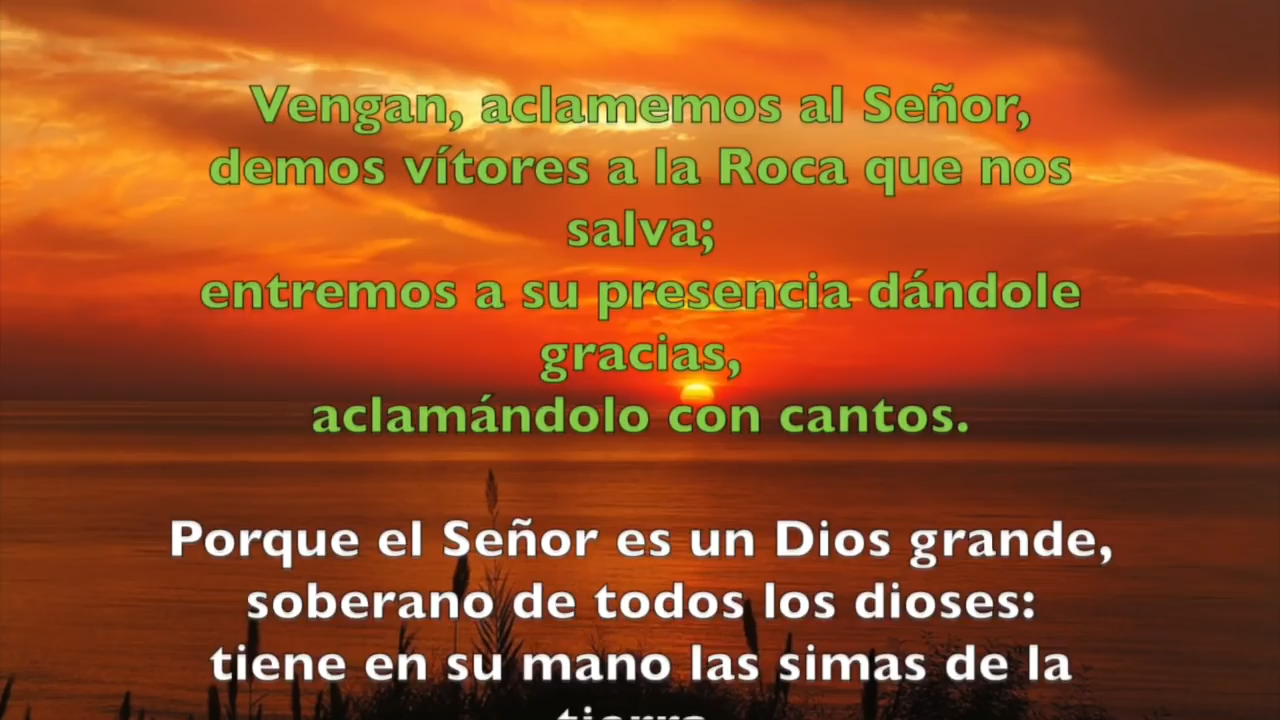 Vengan, aclamemos al Señor,
demos vítores a la Roca que nos
salva;
entremos a su presencia dándole
gracias,
aclamándolo con cantos.
Porque el Señor es un Dios grande,
soberano de todos los dioses:
tiene en su mano las simas de la